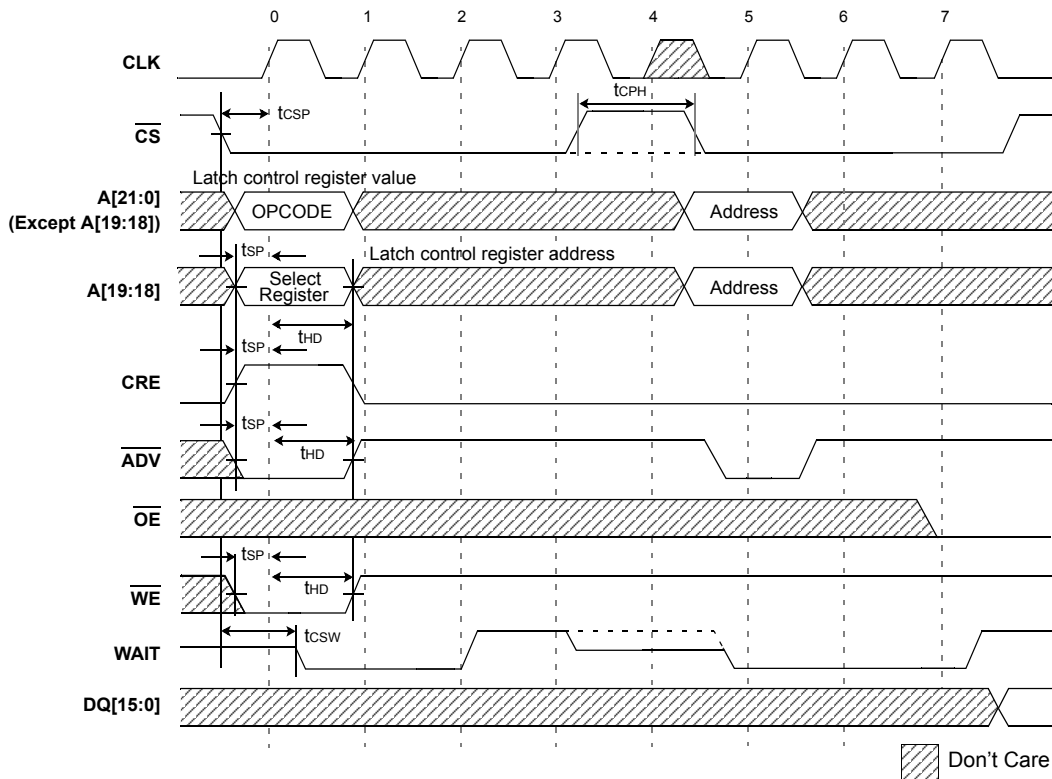 0 1 2 3 4 5 6 7
CLK
tCPH
tCSP
CS
Latch control register value
A[21:0]
(Except A[19:18])
OPCODE
Address
tSP
Latch control register address
A[19:18]
Select
Register
Address
tHD
tSP
CRE
tSP
tHD
ADV
OE
tSP
tHD
WE
tCSW
WAIT
DQ[15:0]
Don't Care